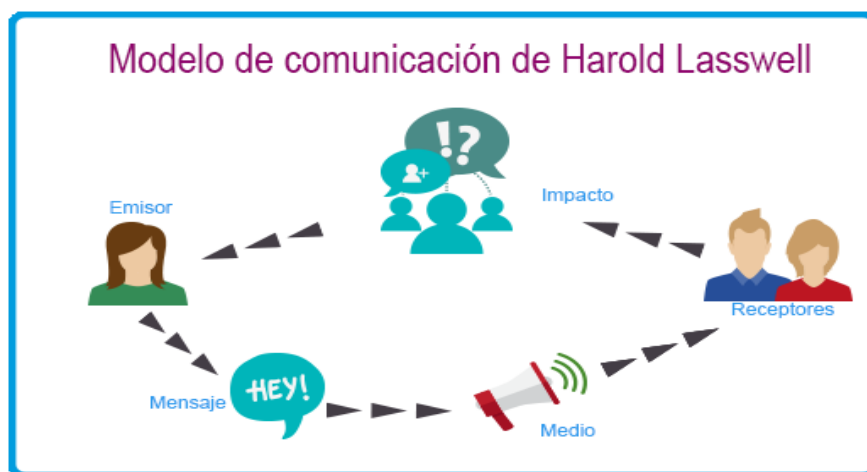 Modelo de comunicación de Harold Lasswell
!?
Impacto
Emisor
Receptores
HEY!
Mensaje
Medio